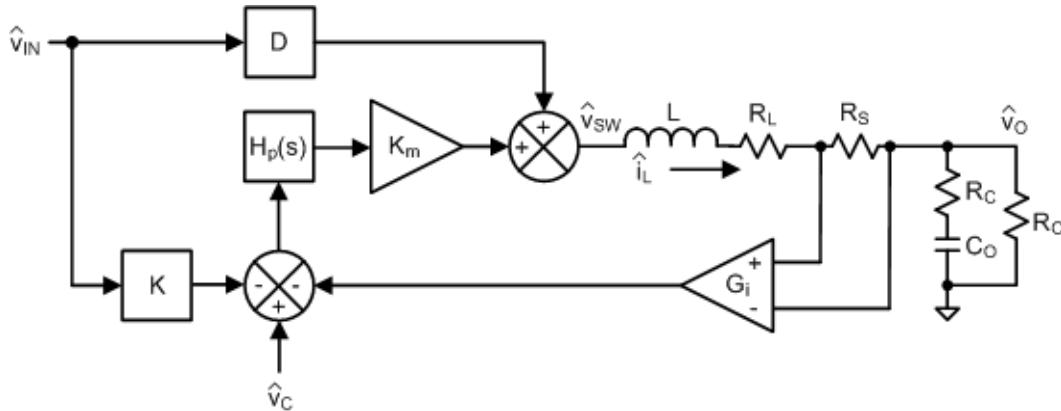 v̂IN
D
Hp(s)
Km
+
+
v̂SW
L
RL
RS
v̂O
îL
RC
CO
RO
K
-
-
+
Gi
+
-
v̂C